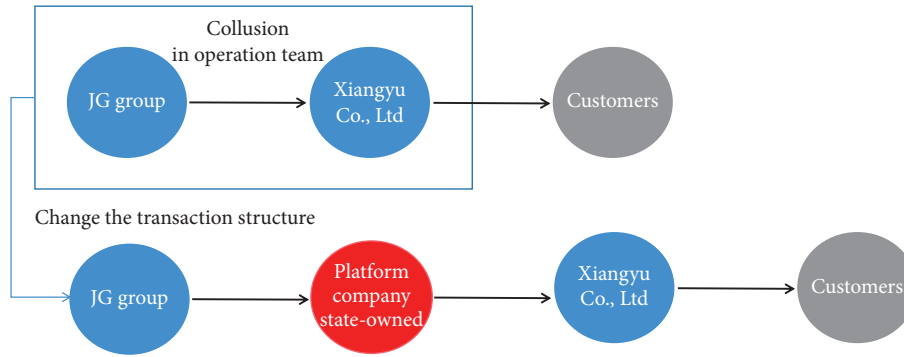 Collusion
in operation team
JG group
Xiangyu
Co., Ltd
Customers
Change the transaction structure
JG group
Platform
company
state-owned
Xiangyu
Co., Ltd
Customers